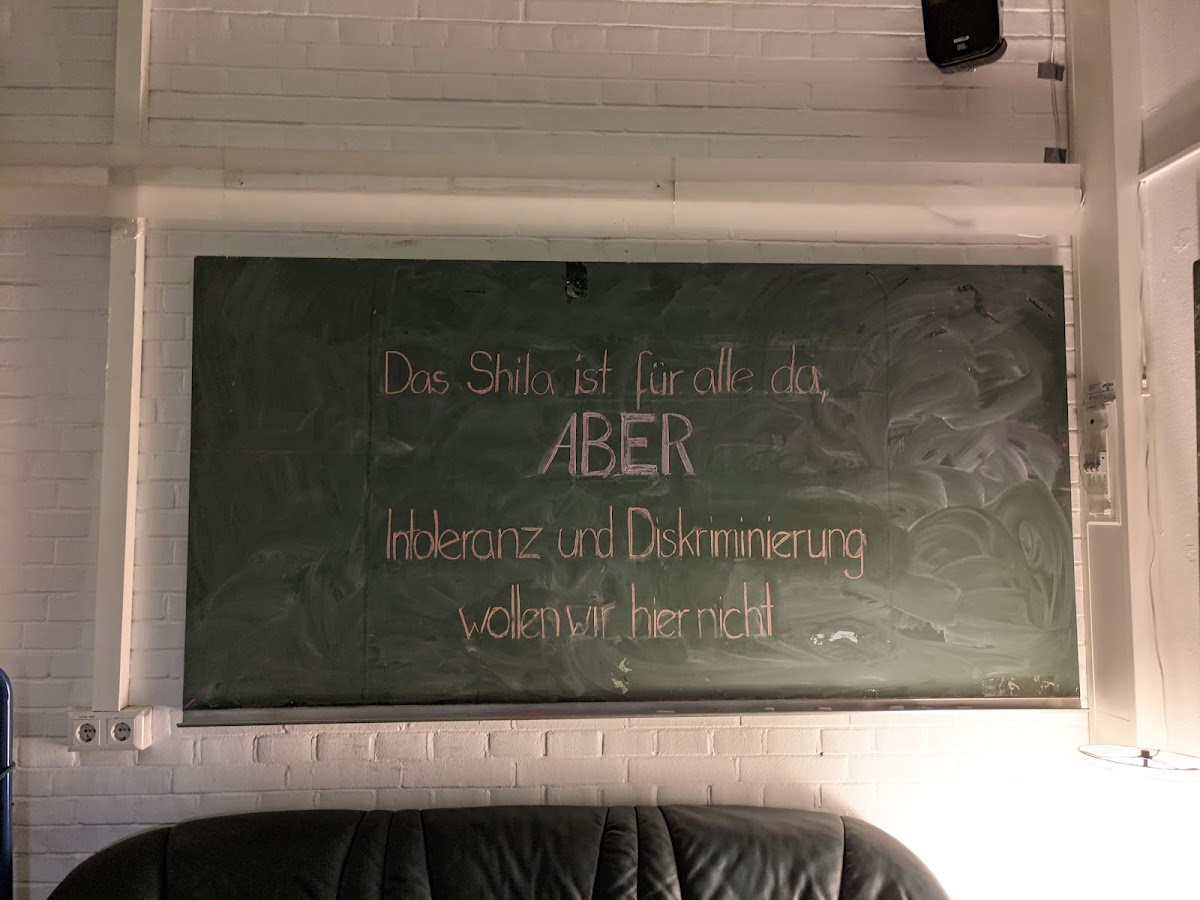 Das Shila ist für alle da,
ABER
Intoleranz und Diskriminierung
wollen wir hier nicht